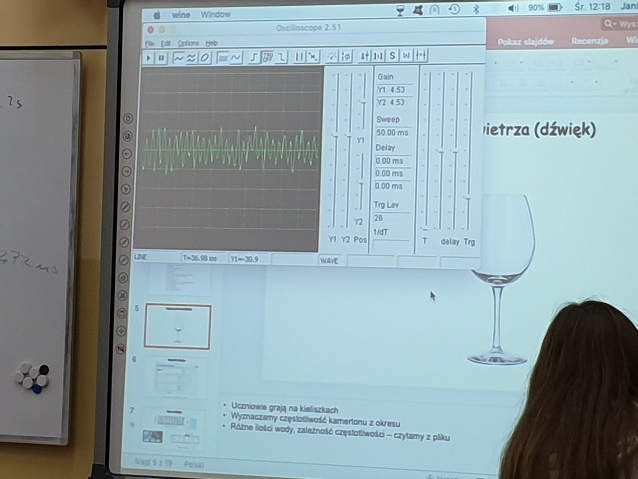 wine Window
90%
Śr. 12:18
Oscilloscope 2.51
File Edit Options Help
Pokaz slajdów Recenzja
Gain
Y1 4.53
Y2 4.53
Sweep
50.00 ms
Delay
0.00 ms
0.00 ms
0.00 ms
Trg Lev
26
1/dT
Y1
Y2
Y1 Y2 Pos
T delay Trg
LINE T=36.98 ms Y1=-30.9 WAVE
ietrza (dźwięk)
5
6
7
• Uczniowie grają na kieliszkach
• Wyznaczamy częstotliwość kamertonu z okresu
• Różne ilości wody, zależność częstotliwości – czytamy z pliku
Slajd 5 z 19 Polski